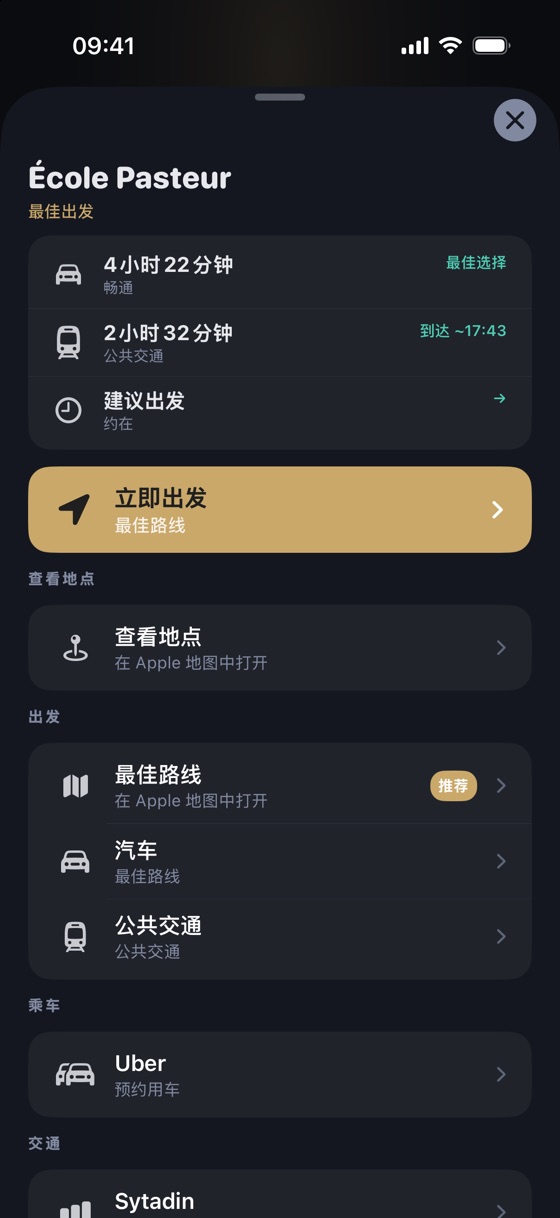 09:41
École Pasteur
最佳出发
4小时22分钟
最佳选择
畅通
2小时32分钟
到达 ~17:43
公共交通
建议出发
约在
立即出发
最佳路线
查看地点
查看地点
在 Apple 地图中打开
出发
最佳路线
推荐
在 Apple 地图中打开
汽车
最佳路线
公共交通
公共交通
乘车
Uber
预约用车
交通
Sytadin